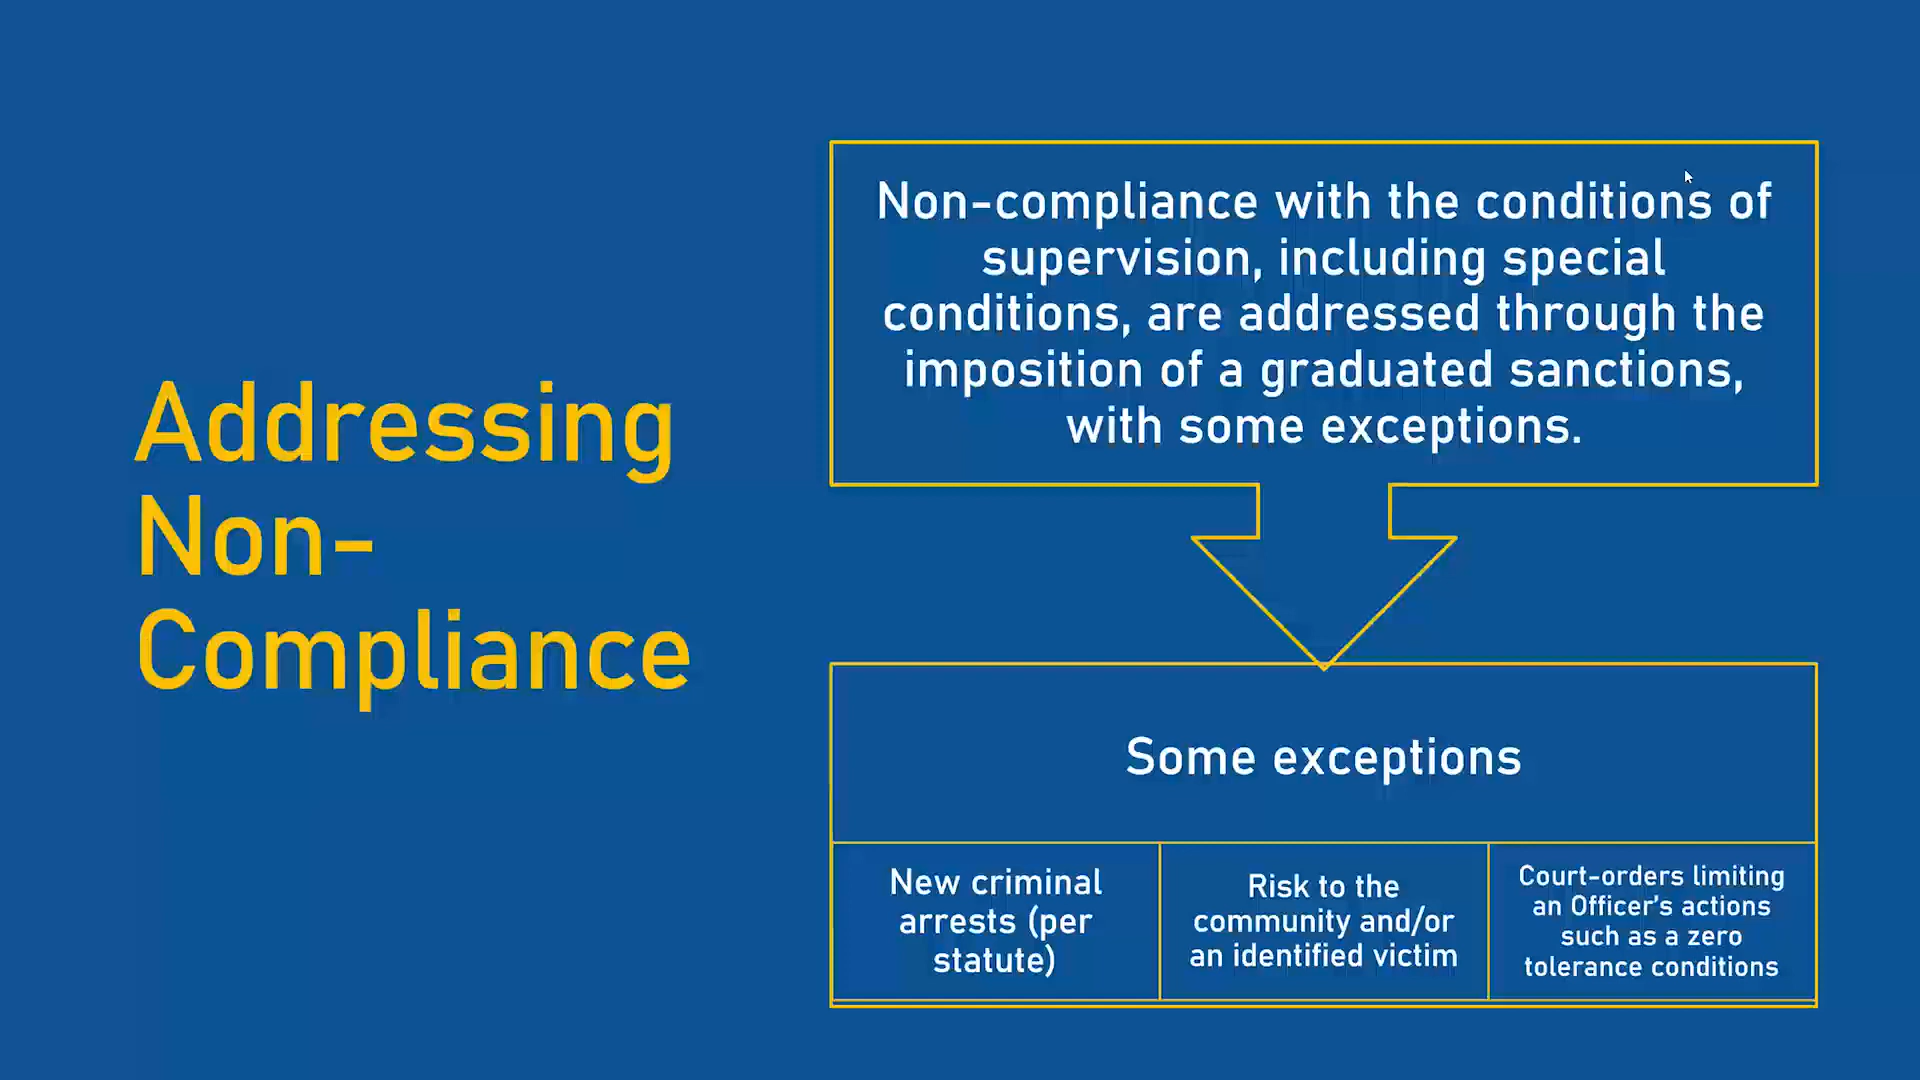 Addressing
Non-
Compliance
Non-compliance with the conditions of
supervision, including special
conditions, are addressed through the
imposition of a graduated sanctions,
with some exceptions.
Some exceptions
New criminal
arrests (per
statute)
Risk to the
community and/or
an identified victim
Court-orders limiting
an Officer's actions
such as a zero
tolerance conditions